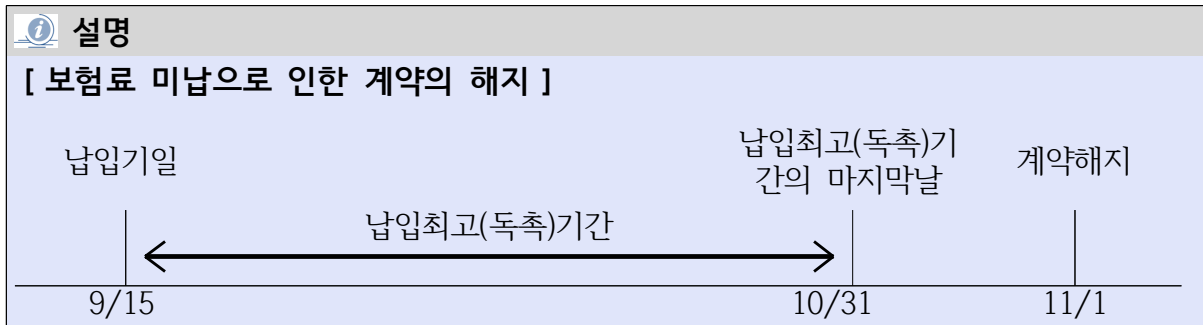 설명
[ 보험료 미납으로 인한 계약의 해지 ]
납입기일
납입최고(독촉)기
간의 마지막날
계약해지
납입최고(독촉)기간
9/15
10/31
11/1